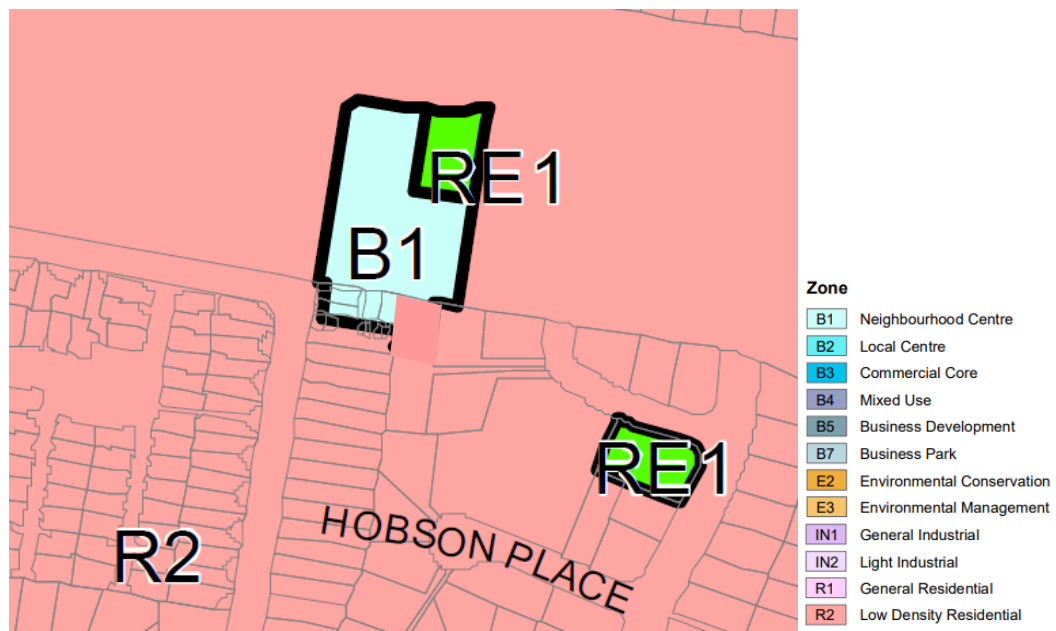 RE1
B1
RE1
HOBSON PLACE
R2
Zone
B1 Neighbourhood Centre
B2 Local Centre
B3 Commercial Core
B4 Mixed Use
B5 Business Development
B7 Business Park
E2 Environmental Conservation
E3 Environmental Management
IN1 General Industrial
IN2 Light Industrial
R1 General Residential
R2 Low Density Residential